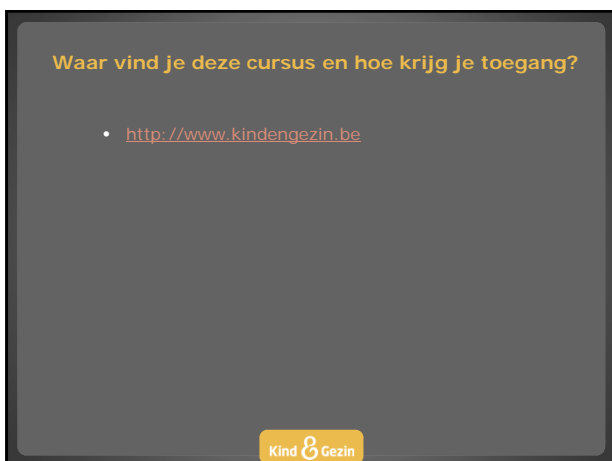 Waar vind je deze cursus en hoe krijg je toegang?
• http://www.kindengezin.be
Kind & Gezin